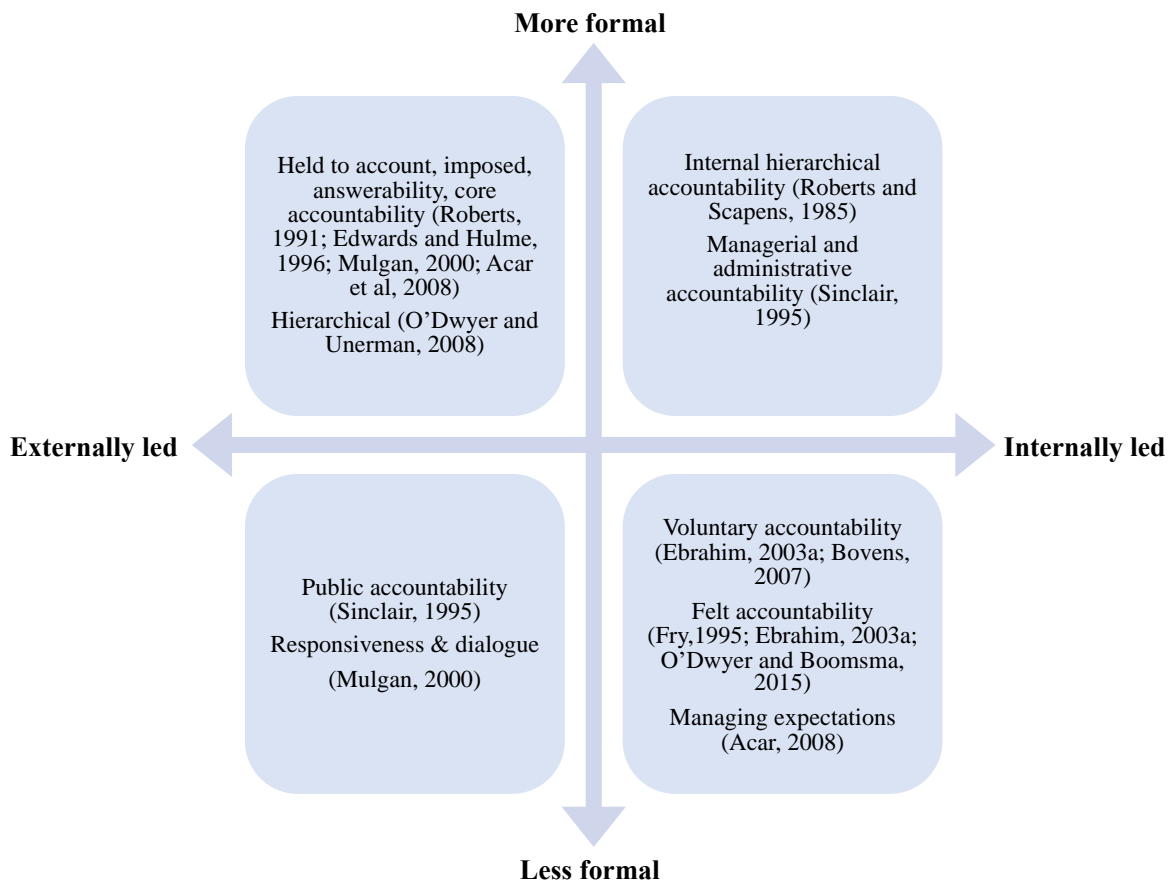 More formal
Held to account, imposed,
answerability, core
accountability (Roberts,
1991; Edwards and Hulme,
1996; Mulgan, 2000; Acar
et al, 2008)
Hierarchical (O’Dwyer and
Unerman, 2008)
Internal hierarchical
accountability (Roberts and
Scapens, 1985)
Managerial and
administrative
accountability (Sinclair,
1995)
Externally led
Internally led
Public accountability
(Sinclair, 1995)
Responsiveness & dialogue
(Mulgan, 2000)
Voluntary accountability
(Ebrahim, 2003a; Bovens,
2007)
Felt accountability
(Fry,1995; Ebrahim, 2003a;
O’Dwyer and Boomsma,
2015)
Managing expectations
(Acar, 2008)
Less formal